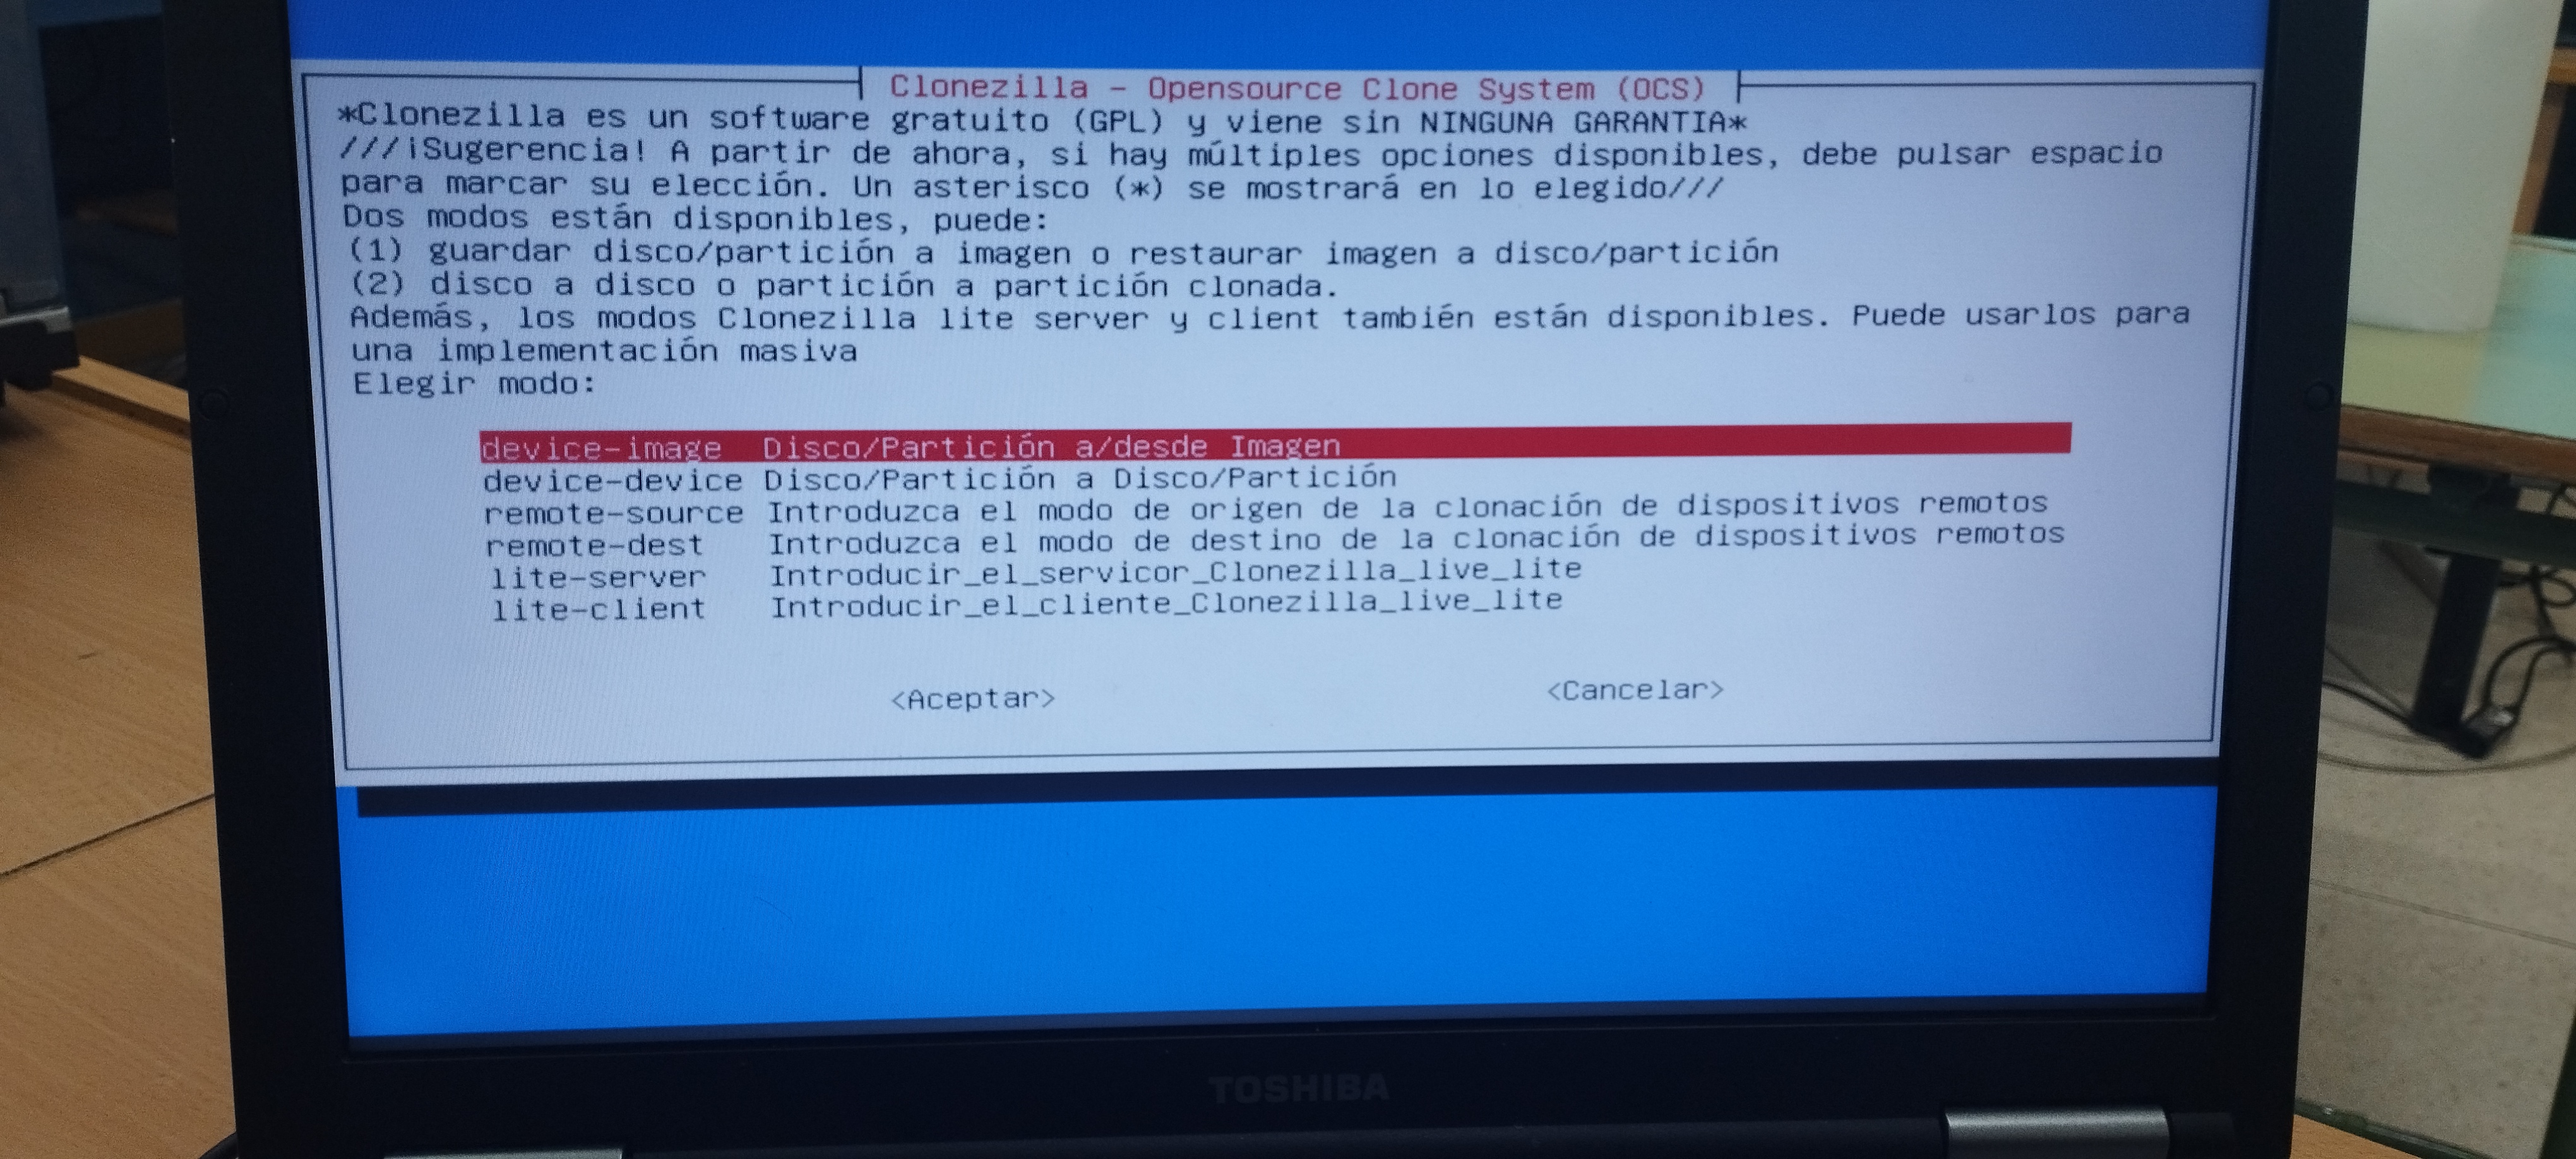 Clonezilla - Opensource Clone System (OCS)
*Clonezilla es un software gratuito (GPL) y viene sin NINGUNA GARANTIA*
///¡Sugerencia! A partir de ahora, si hay múltiples opciones disponibles, debe pulsar espacio
para marcar su elección. Un asterisco (*) se mostrará en lo elegido///
Dos modos están disponibles, puede:
(1) guardar disco/partición a imagen o restaurar imagen a disco/partición
(2) disco a disco o partición a partición clonada.
Además, los modos Clonezilla lite server y client también están disponibles. Puede usarlos para
una implementación masiva
Elegir modo:
device-image Disco/Partición a/desde Imagen
device-device Disco/Partición a Disco/Partición
remote-source Introduzca el modo de origen de la clonación de dispositivos remotos
remote-dest Introduzca el modo de destino de la clonación de dispositivos remotos
lite-server Introducir_el_servicor_Clonezilla_live_lite
lite-client Introducir_el_cliente_Clonezilla_live_lite
<Aceptar> <Cancelar>
TOSHIBA